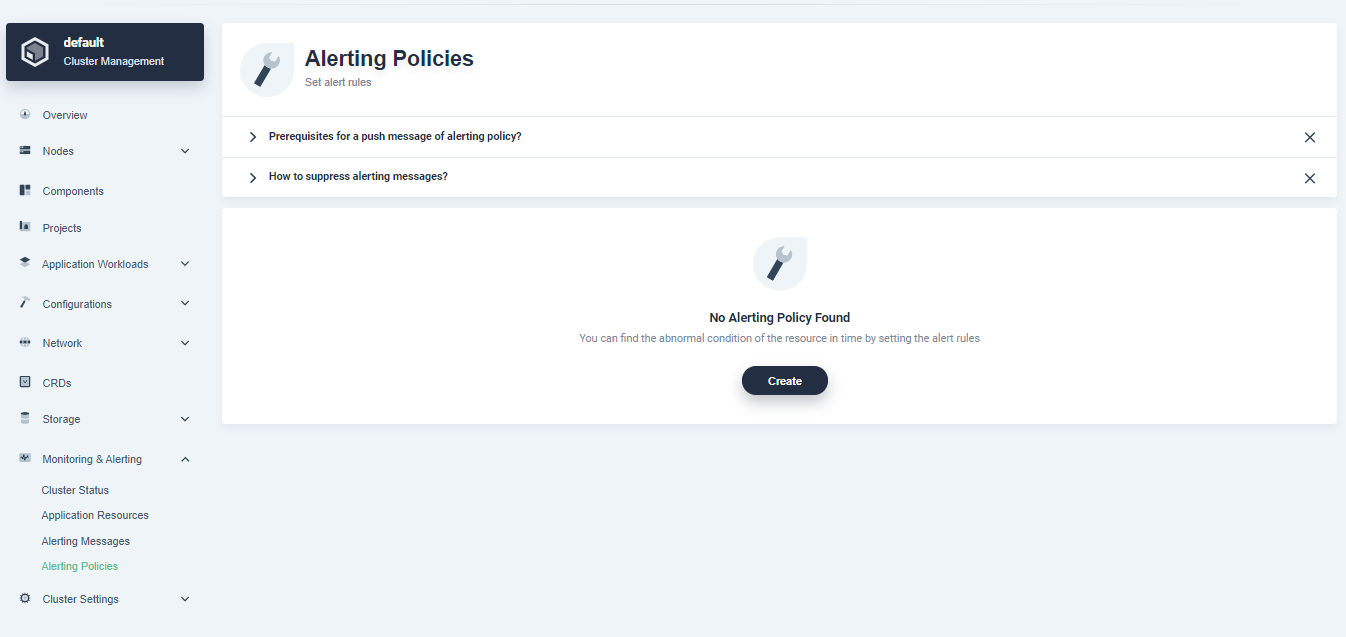 default
Cluster Management
Overview
Nodes
Components
Projects
Application Workloads
Configurations
Network
CRDs
Storage
Monitoring & Alerting
Cluster Status
Application Resources
Alerting Messages
Alerting Policies
Cluster Settings
Alerting Policies
Set alert rules
Prerequisites for a push message of alerting policy?
How to suppress alerting messages?
No Alerting Policy Found
You can find the abnormal condition of the resource in time by setting the alert rules
Create